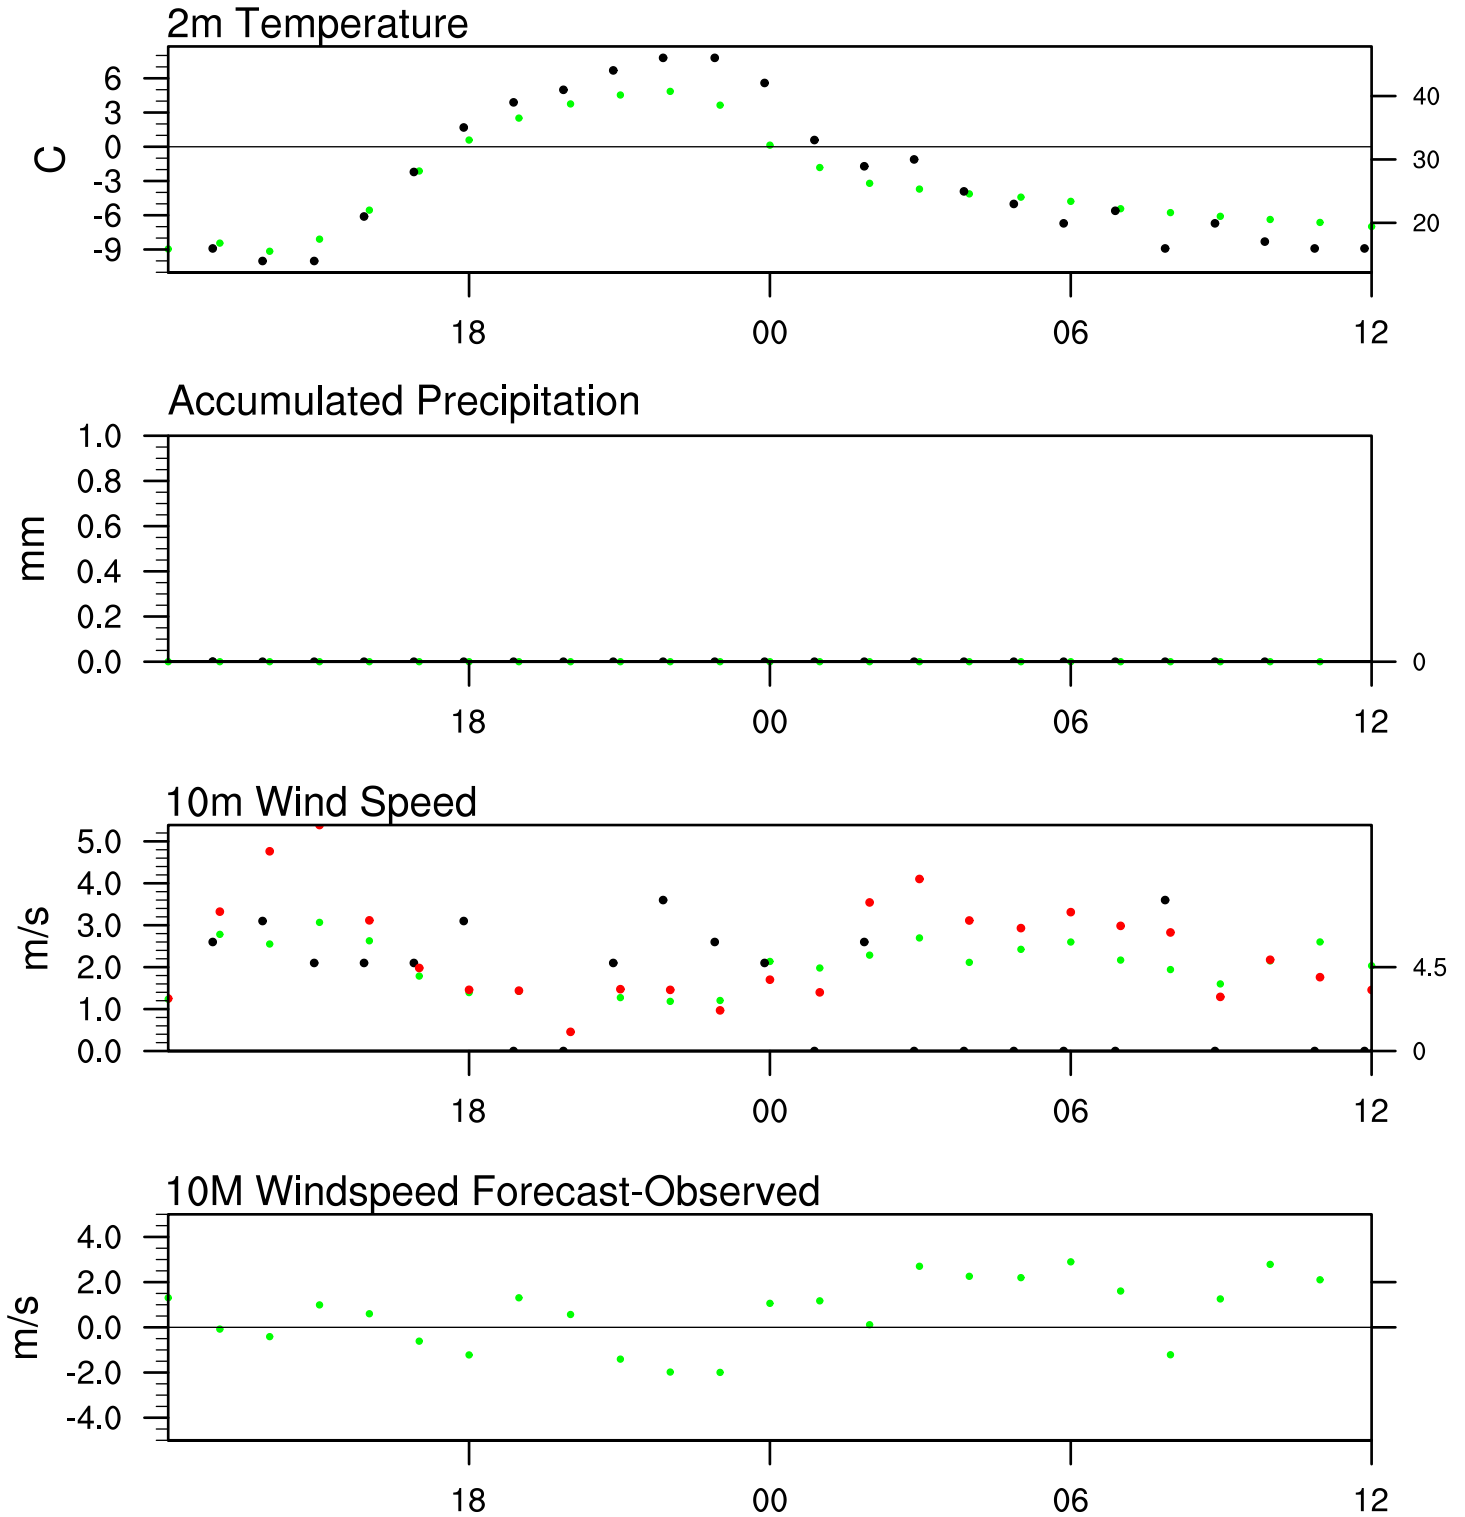 2m Temperature
C
6
3
0
-3
-6
-9
40
30
20
18 00 06 12
Accumulated Precipitation
mm
1.0
0.8
0.6
0.4
0.2
0.0
0
18 00 06 12
10m Wind Speed
m/s
5.0
4.0
3.0
2.0
1.0
0.0
4.5
0
18 00 06 12
10M Windspeed Forecast-Observed
m/s
4.0
2.0
0.0
-2.0
-4.0
18 00 06 12